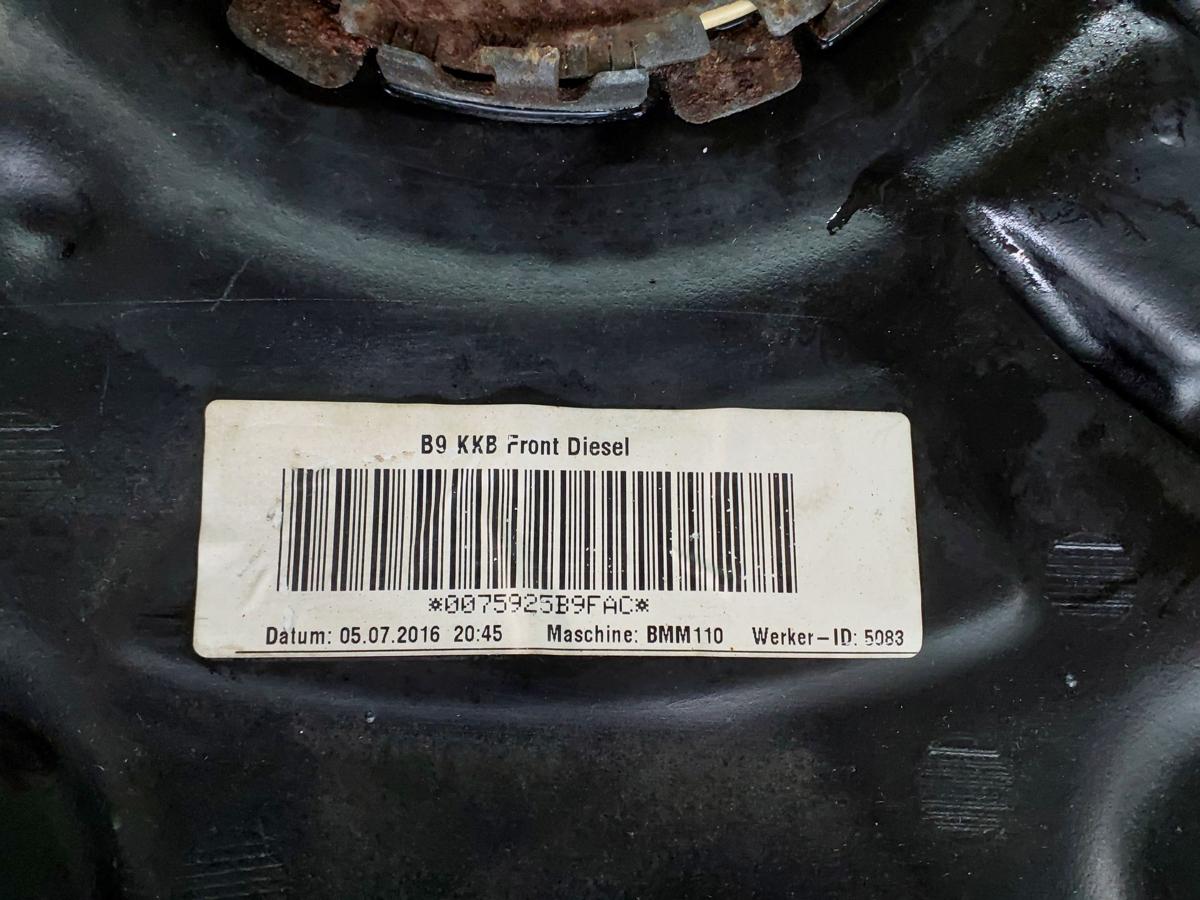 B9 KKB Front Diesel
*0075925B9FAC*
Datum: 05.07.2016 20:45 Maschine: BMM110 Werker-ID: 5083